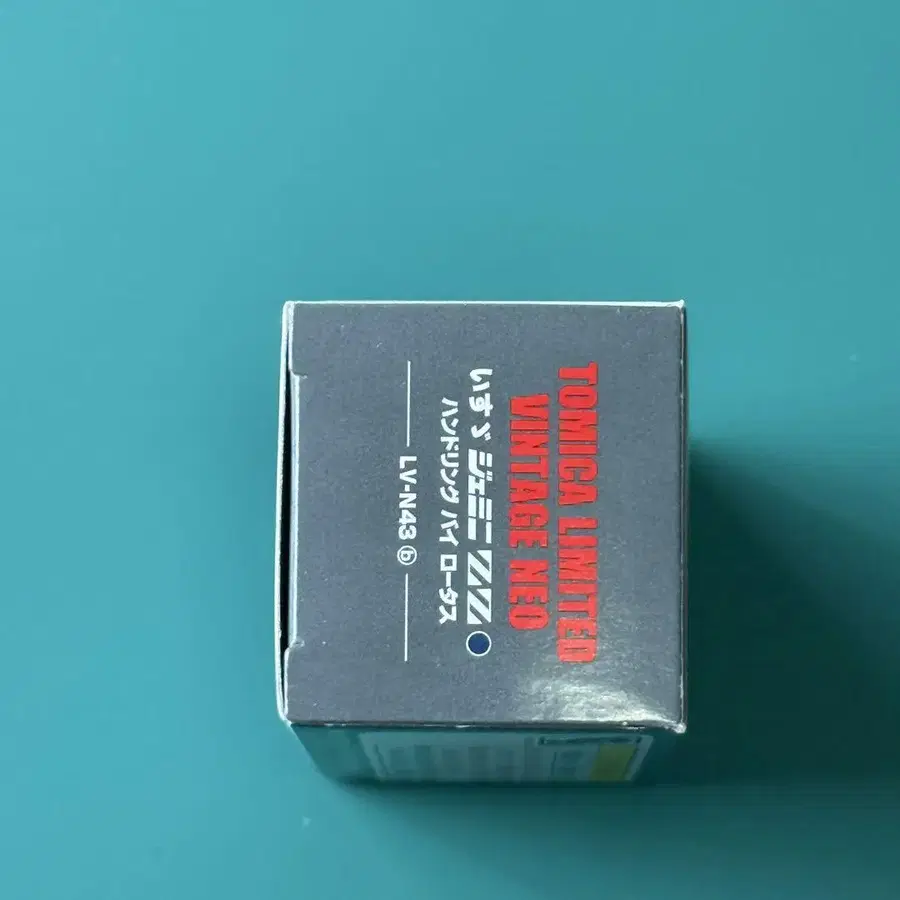 TOMICA LIMITED
VINTAGE NEO
いすゞ ジェミニ ZZ
ハンドリング バイ ロータス
LV-N43 ⓑ